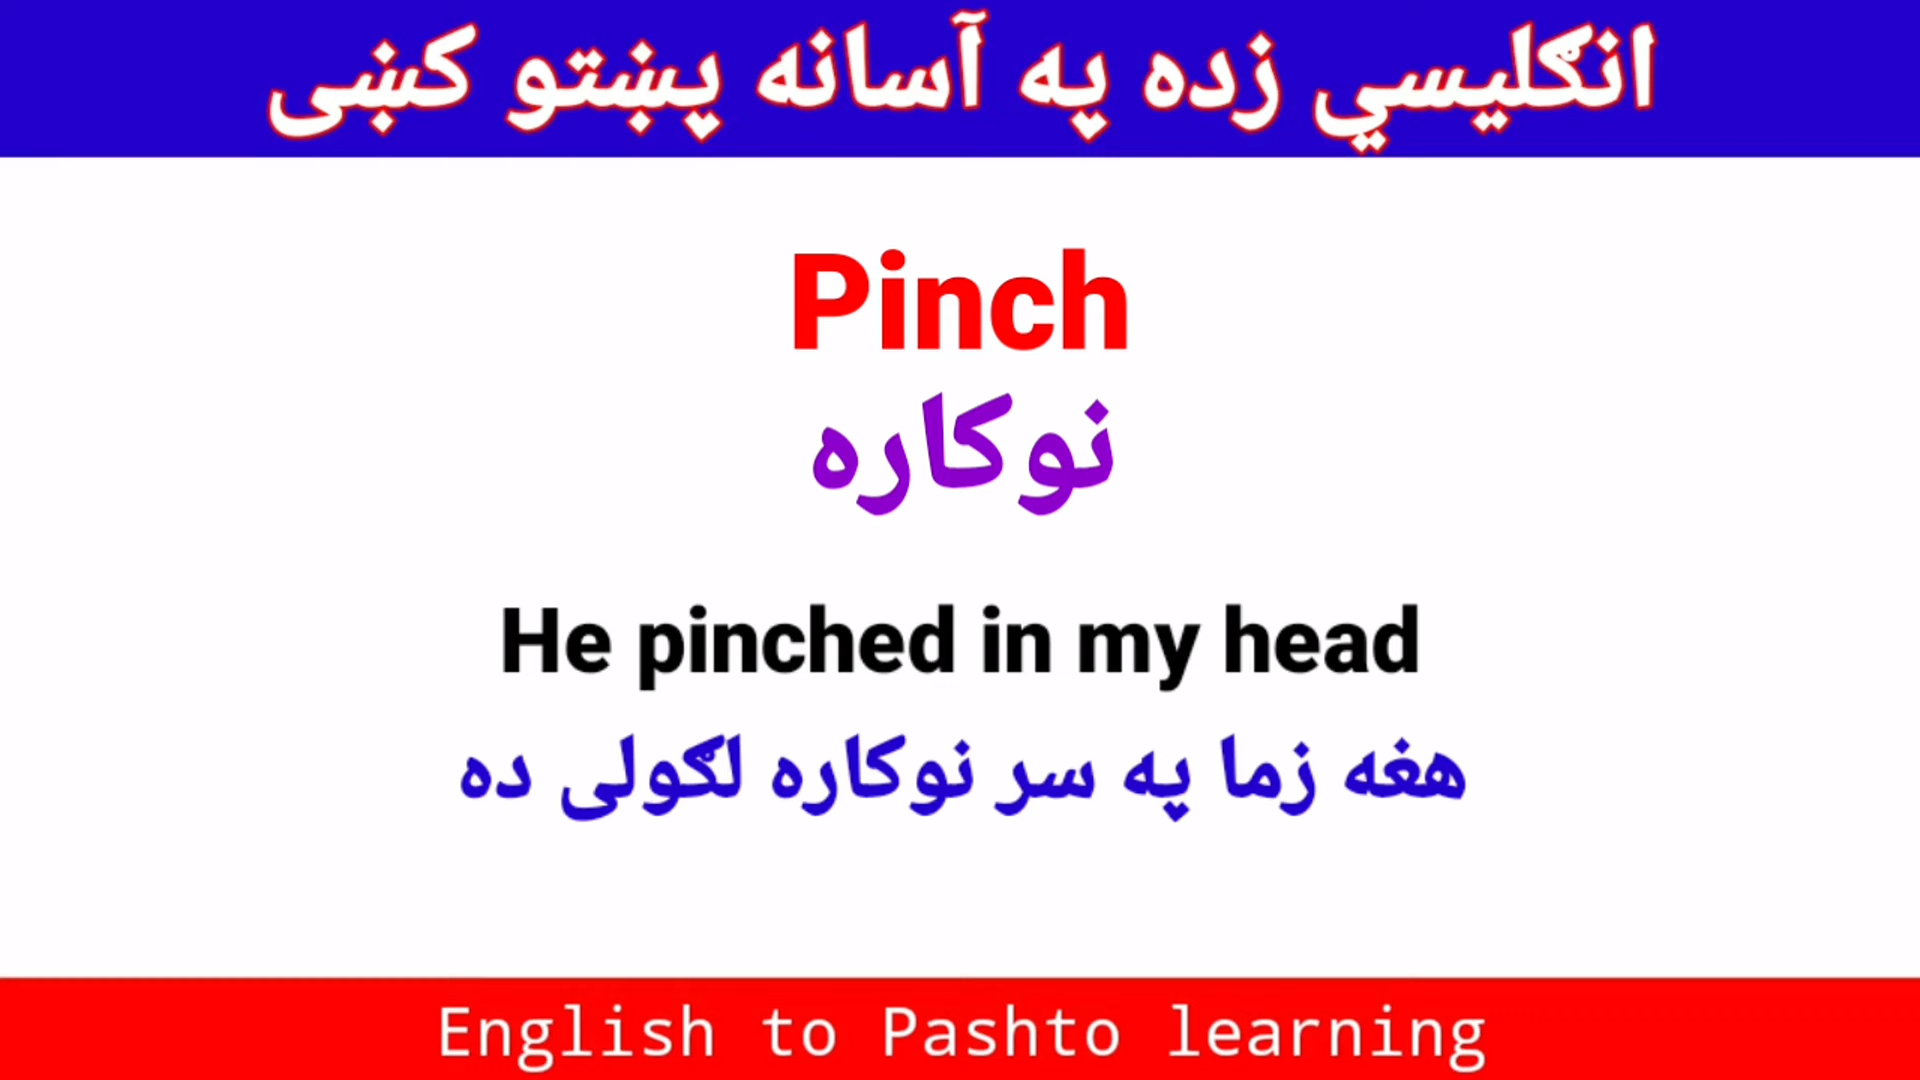 انګلیسي زده په آسانه پښتو کښی
Pinch
نوکاره
He pinched in my head
هغه زما په سر نوکاره لګولی ده
English to Pashto learning